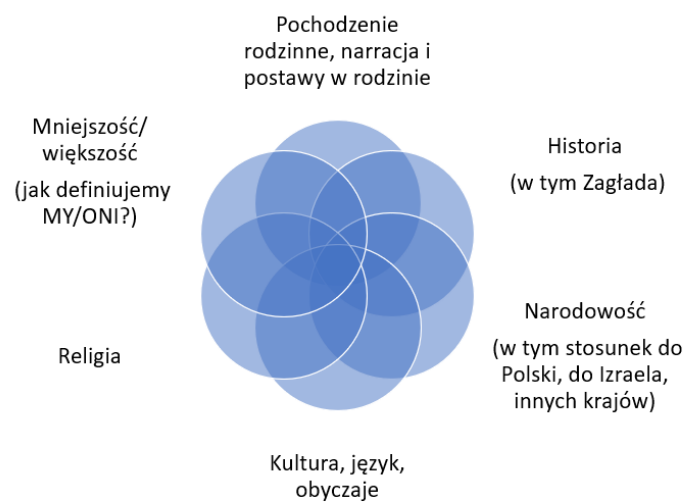 Pochodzenie
rodzinne, narracja i
postawy w rodzinie
Historia
(w tym Zagłada)
Narodowość
(w tym stosunek do
Polski, do Izraela,
innych krajów)
Kultura, język,
obyczaje
Religia
Mniejszość/
większość
(jak definiujemy
MY/ONI?)